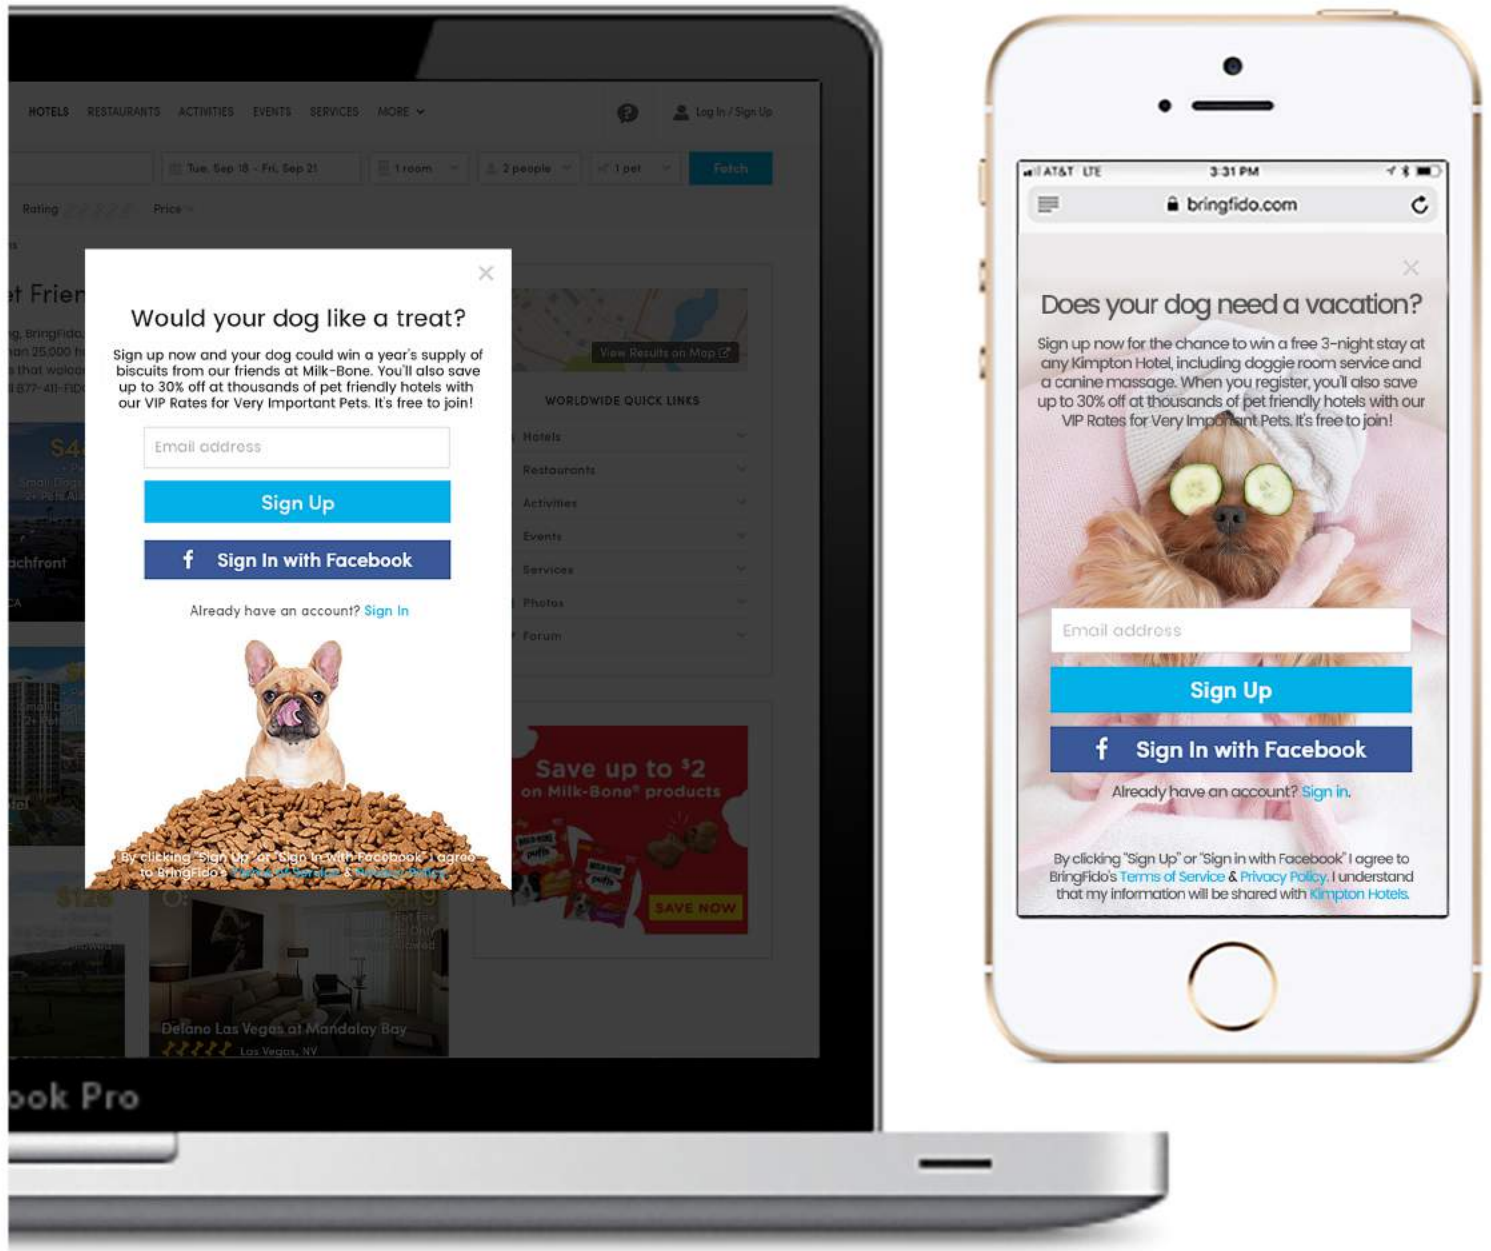 HOTELS RESTAURANTS ACTIVITIES EVENTS SERVICES MORE
Log In / Sign Up
Tue, Sep 18 - Fri, Sep 21 1 room 2 people 1 pet Fetch
Rating Price
Would your dog like a treat?
Sign up now and your dog could win a year's supply of
biscuits from our friends at Milk-Bone. You'll also save
up to 30% off at thousands of pet friendly hotels with
our VIP Rates for Very Important Pets. It's free to join!
Email address
Sign Up
f Sign In with Facebook
Already have an account? Sign In
By clicking "Sign Up" or "Sign In with Facebook" I agree
to BringFido's Terms of Service & Privacy Policy.
View Results on Map
WORLDWIDE QUICK LINKS
Hotels
Restaurants
Activities
Events
Services
Photos
Forum
Save up to $2
on Milk-Bone® products
SAVE NOW
$126
$119
Delano Las Vegas at Mandalay Bay
Las Vegas, NV
ook Pro
AT&T LTE 3:31 PM
bringfido.com
Does your dog need a vacation?
Sign up now for the chance to win a free 3-night stay at
any Kimpton Hotel, including doggie room service and
a canine massage. When you register, you'll also save
up to 30% off at thousands of pet friendly hotels with our
VIP Rates for Very Important Pets. It's free to join!
Email address
Sign Up
f Sign In with Facebook
Already have an account? Sign in.
By clicking "Sign Up" or "Sign in with Facebook" I agree to
BringFido's Terms of Service & Privacy Policy. I understand
that my information will be shared with Kimpton Hotels.